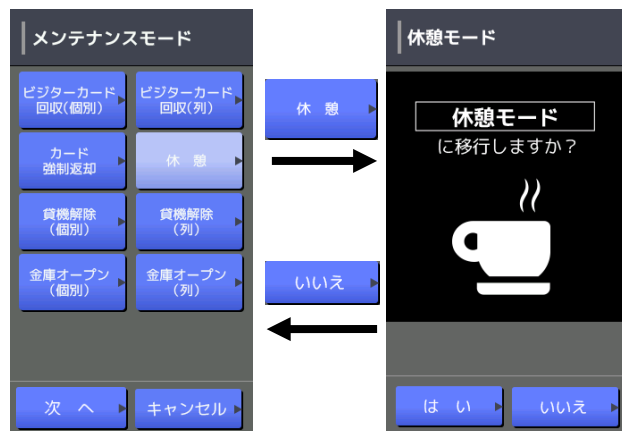 メンテナンスモード
ビジターカード
回収(個別)
ビジターカード
回収(列)
カード
強制返却
休 憩
貸機解除
(個別)
貸機解除
(列)
金庫オープン
(個別)
金庫オープン
(列)
次 へ
キャンセル
休 憩
いいえ
休憩モード
休憩モード
に移行しますか？
は い
いいえ